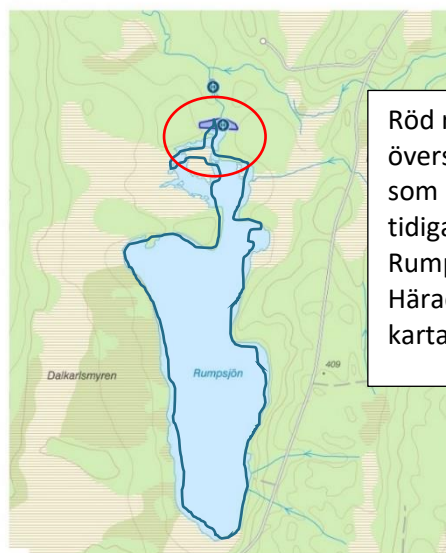 Röd
övers
som
tidiga
Rump
Härad
karta
Dalkarlsmyren
Rumpsjön
409